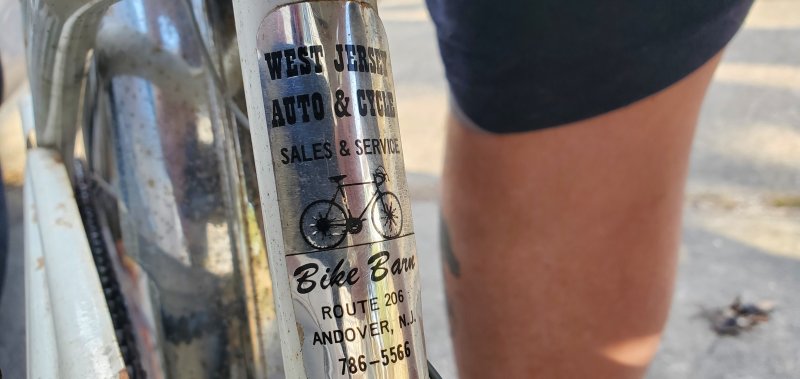 WEST JERSEY
AUTO & CYCLE
SALES & SERVICE
Bike Barn
ROUTE 206
ANDOVER, N.J.
786-5566